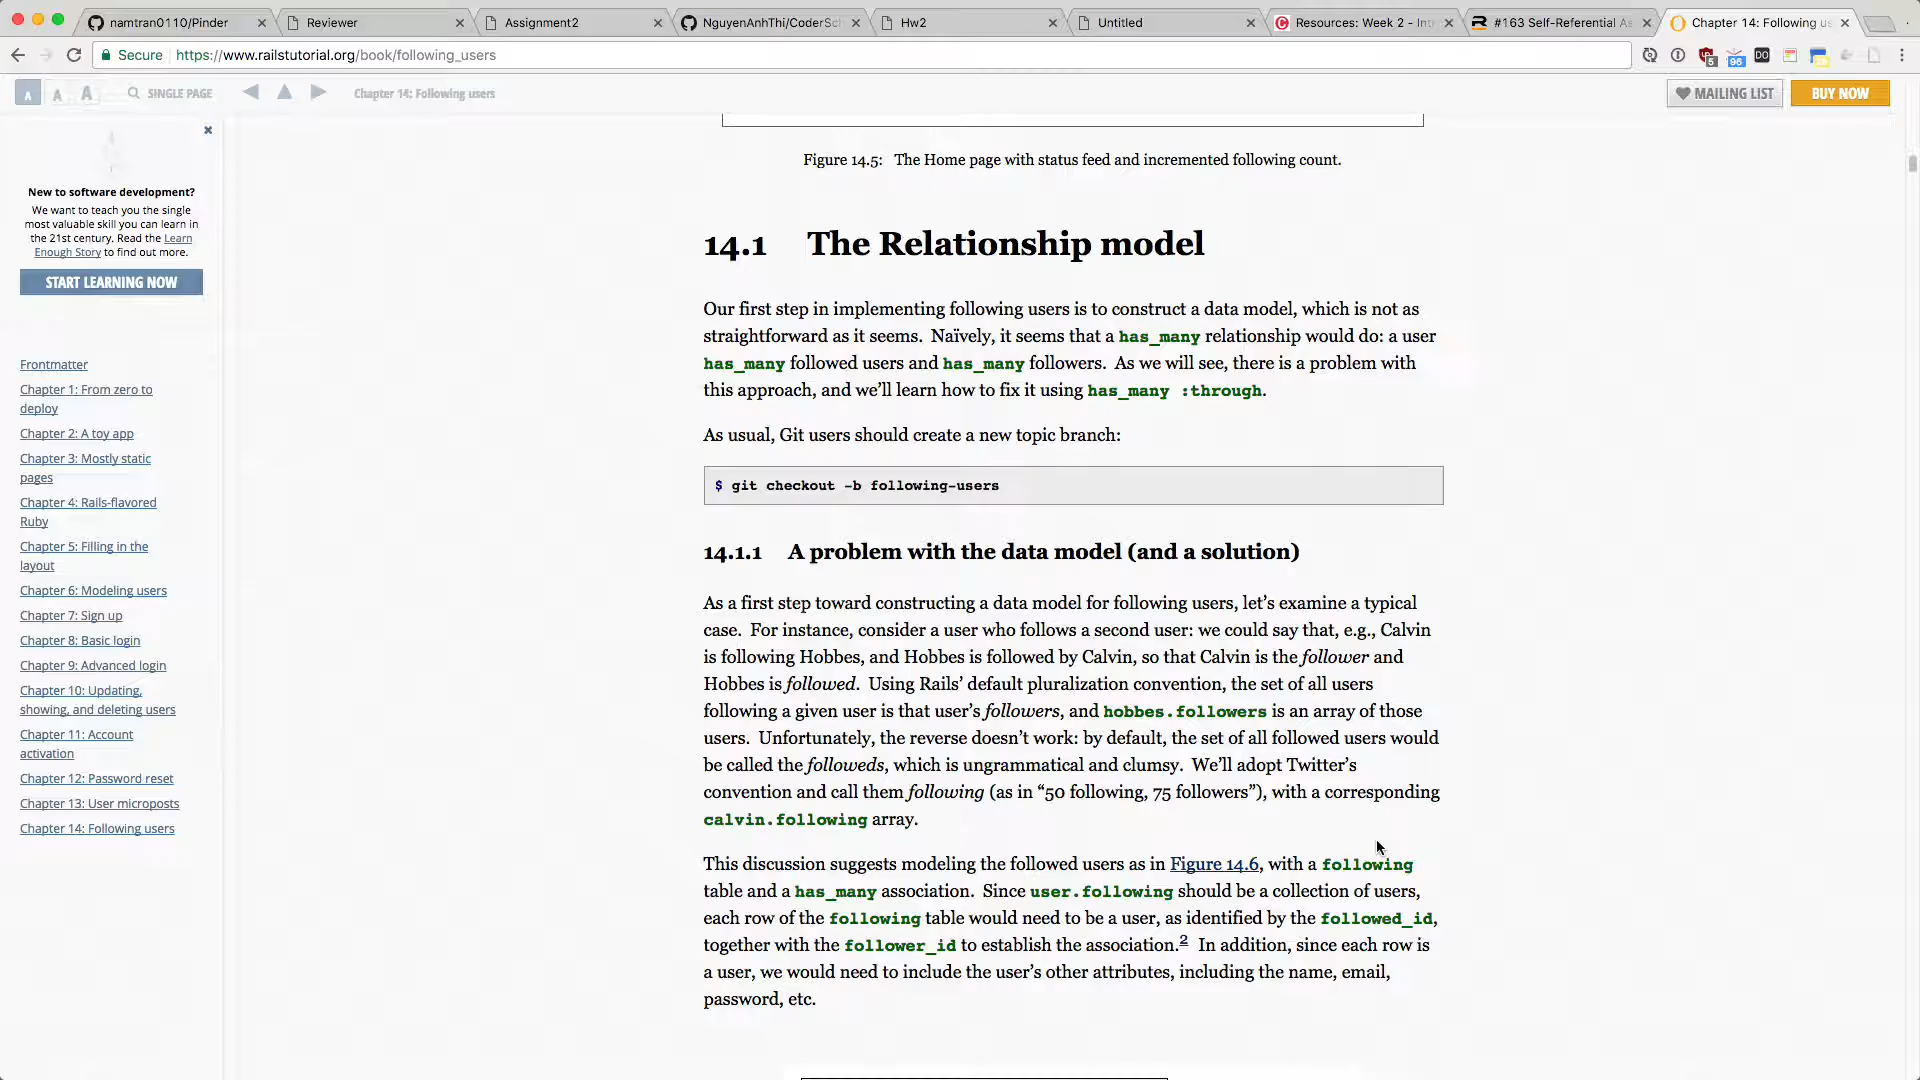 namtran0110/Pinder
Reviewer
Assignment2
NguyenAnhThi/CoderSch
Hw2
Untitled
Resources: Week 2 - Int
#163 Self-Referential As
Chapter 14: Following us
Secure
https://www.railstutorial.org/book/following_users
5
96
DO
A
A
A
SINGLE PAGE
Chapter 14: Following users
MAILING LIST
BUY NOW
New to software development?
We want to teach you the single
most valuable skill you can learn in
the 21st century. Read the Learn
Enough Story to find out more.
START LEARNING NOW
Frontmatter
Chapter 1: From zero to
deploy
Chapter 2: A toy app
Chapter 3: Mostly static
pages
Chapter 4: Rails-flavored
Ruby
Chapter 5: Filling in the
layout
Chapter 6: Modeling users
Chapter 7: Sign up
Chapter 8: Basic login
Chapter 9: Advanced login
Chapter 10: Updating,
showing, and deleting users
Chapter 11: Account
activation
Chapter 12: Password reset
Chapter 13: User microposts
Chapter 14: Following users
Figure 14.5: The Home page with status feed and incremented following count.
14.1 The Relationship model
Our first step in implementing following users is to construct a data model, which is not as
straightforward as it seems. Naïvely, it seems that a has_many relationship would do: a user
has_many followed users and has_many followers. As we will see, there is a problem with
this approach, and we’ll learn how to fix it using has_many :through.
As usual, Git users should create a new topic branch:
$ git checkout -b following-users
14.1.1 A problem with the data model (and a solution)
As a first step toward constructing a data model for following users, let’s examine a typical
case. For instance, consider a user who follows a second user: we could say that, e.g., Calvin
is following Hobbes, and Hobbes is followed by Calvin, so that Calvin is the follower and
Hobbes is followed. Using Rails’ default pluralization convention, the set of all users
following a given user is that user’s followers, and hobbes.followers is an array of those
users. Unfortunately, the reverse doesn’t work: by default, the set of all followed users would
be called the followeds, which is ungrammatical and clumsy. We’ll adopt Twitter’s
convention and call them following (as in “50 following, 75 followers”), with a corresponding
calvin.following array.
This discussion suggests modeling the followed users as in Figure 14.6, with a following
table and a has_many association. Since user.following should be a collection of users,
each row of the following table would need to be a user, as identified by the followed_id,
together with the follower_id to establish the association.2 In addition, since each row is
a user, we would need to include the user’s other attributes, including the name, email,
password, etc.